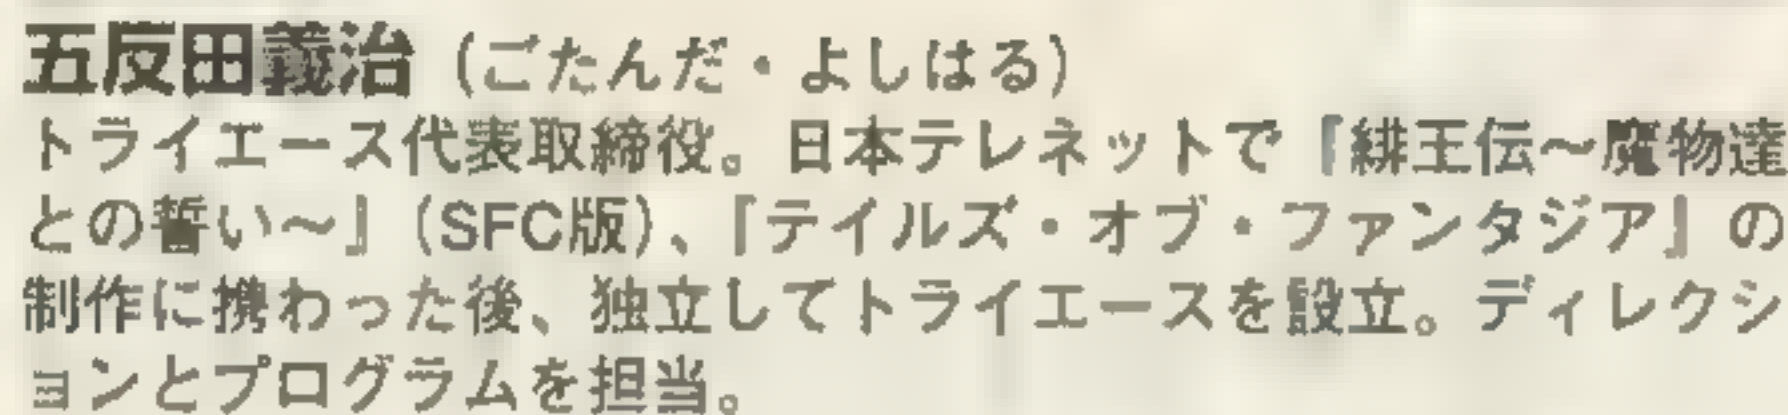 五反田義治（ごたんだ・よしはる）
トライエース代表取締役。日本テレネットで『緋王伝～魔物達
との誓い～』（SFC版）、『テイルズ・オブ・ファンタジア』の
制作に携わった後、独立してトライエースを設立。ディレクシ
ョンとプログラムを担当。